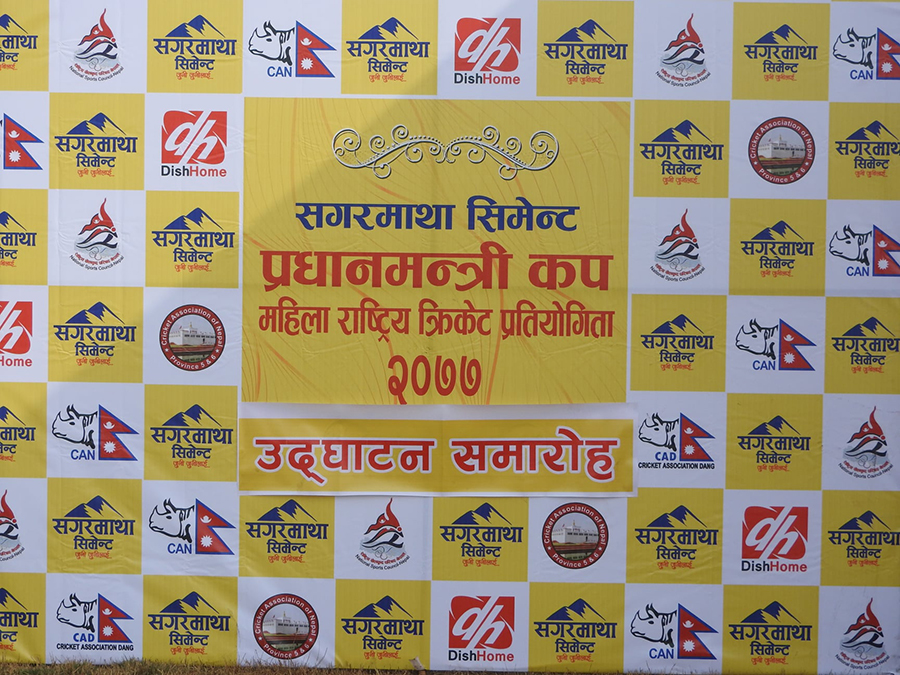 सगरमाथा
सिमेन्ट
जुनी जुनीलाई...
National Sports Council-Nepal
CAN
dh
DishHome
सगरमाथा सिमेन्ट
प्रधानमन्त्री कप
महिला राष्ट्रिय क्रिकेट प्रतियोगिता
२०७७
उद्घाटन समारोह
Cricket Association of Nepal
Province 5 & 6
CAD
CRICKET ASSOCIATION DANG